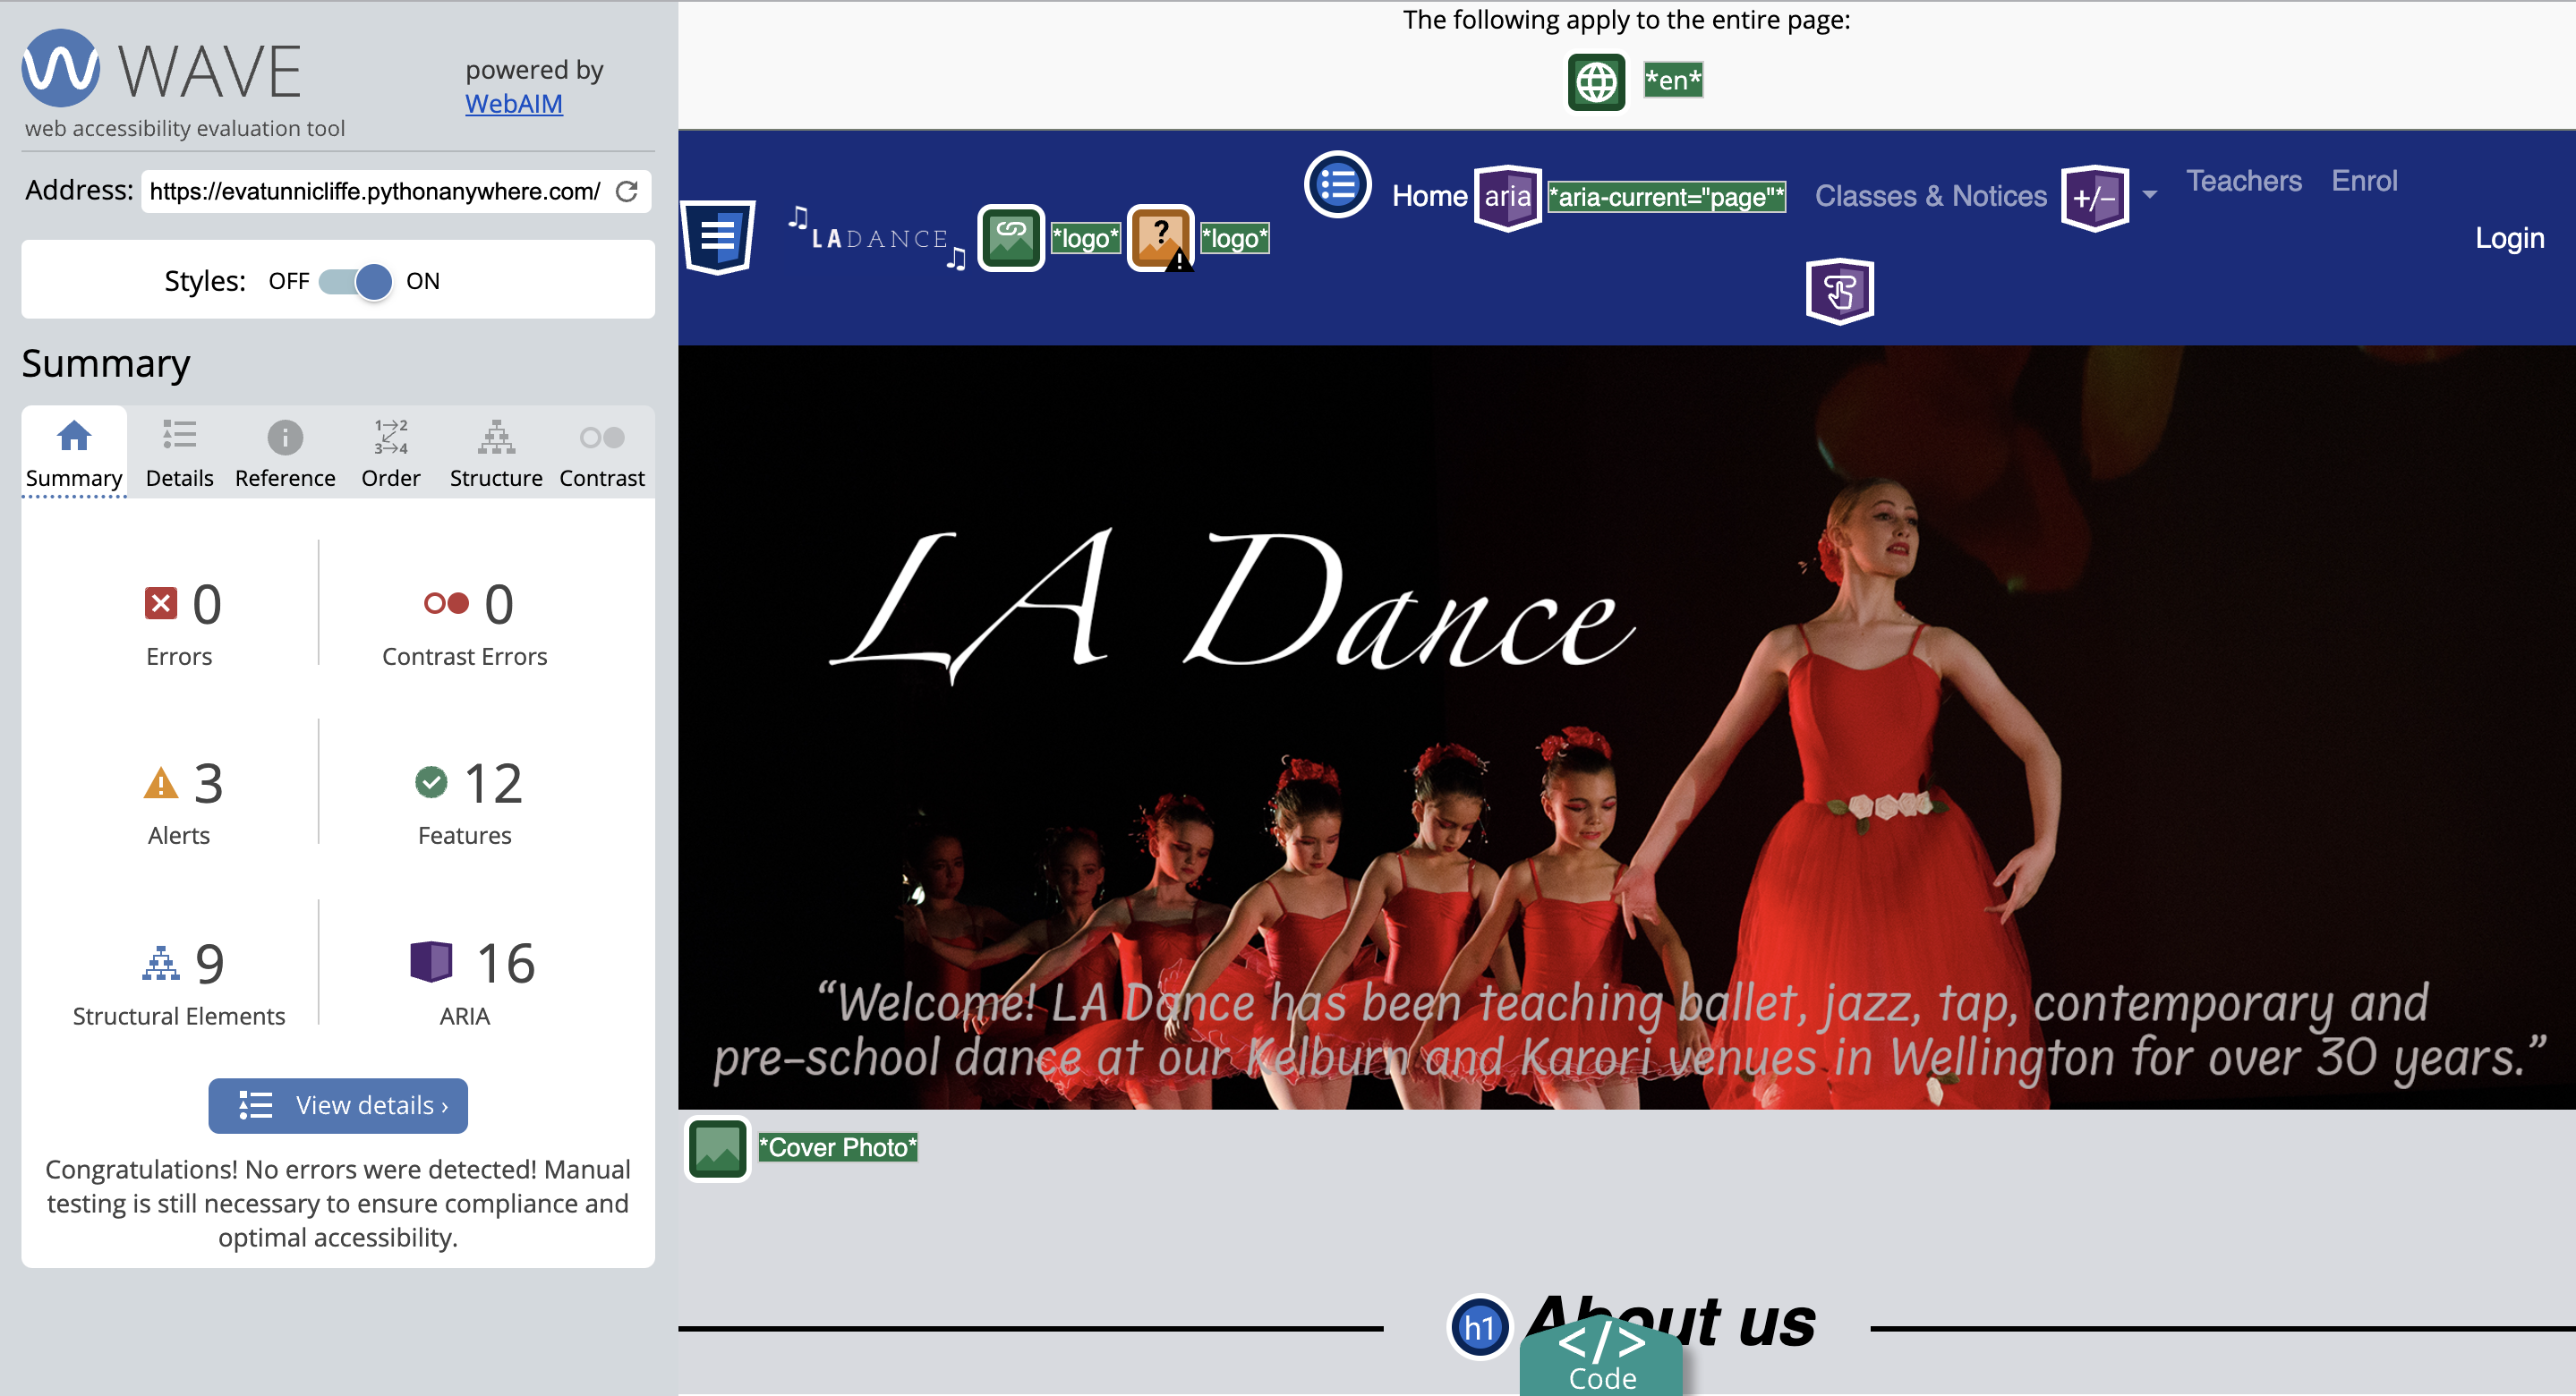 WAVE
powered by
WebAIM
web accessibility evaluation tool
Address: https://evatunnicliffe.pythonanywhere.com/
Styles: OFF ON
Summary
Summary Details Reference Order Structure Contrast
0 Errors
0 Contrast Errors
3 Alerts
12 Features
9 Structural Elements
16 ARIA
View details ›
Congratulations! No errors were detected! Manual
testing is still necessary to ensure compliance and
optimal accessibility.
The following apply to the entire page:
*en*
LADANCE *logo* *logo*
Home aria *aria-current="page"* Classes & Notices +/- Teachers Enrol
Login
LA Dance
“Welcome! LA Dance has been teaching ballet, jazz, tap, contemporary and
pre-school dance at our Kelburn and Karori venues in Wellington for over 30 years.”
*Cover Photo*
h1 About us
</>
Code